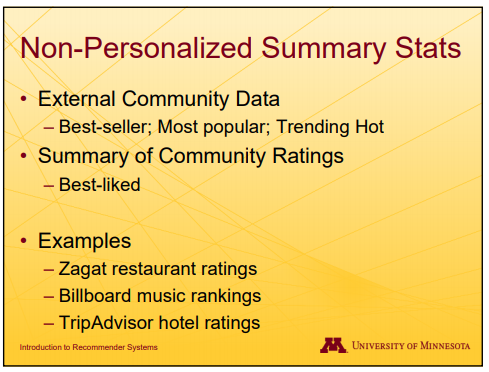 Non-Personalized Summary Stats
• External Community Data
– Best-seller; Most popular; Trending Hot
• Summary of Community Ratings
– Best-liked
• Examples
– Zagat restaurant ratings
– Billboard music rankings
– TripAdvisor hotel ratings
Introduction to Recommender Systems
M UNIVERSITY OF MINNESOTA